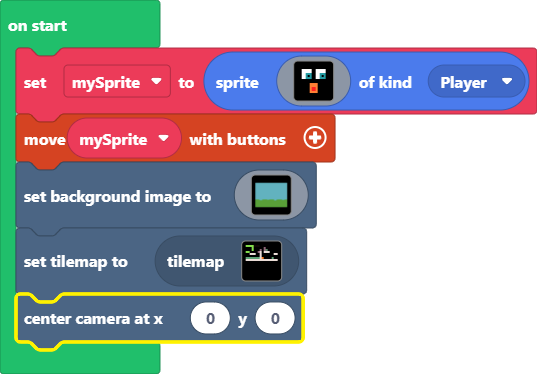 on start
set mySprite to sprite of kind Player
move mySprite with buttons
set background image to
set tilemap to tilemap
center camera at x 0 y 0